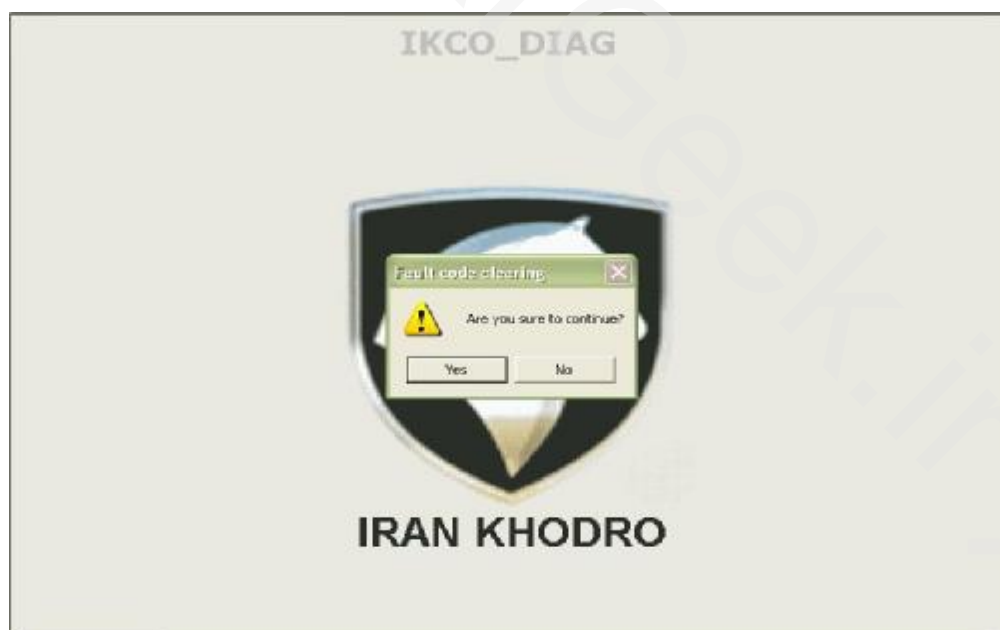 IKCO_DIAG
Fault code clearing
Are you sure to continue?
Yes No
IRAN KHODRO